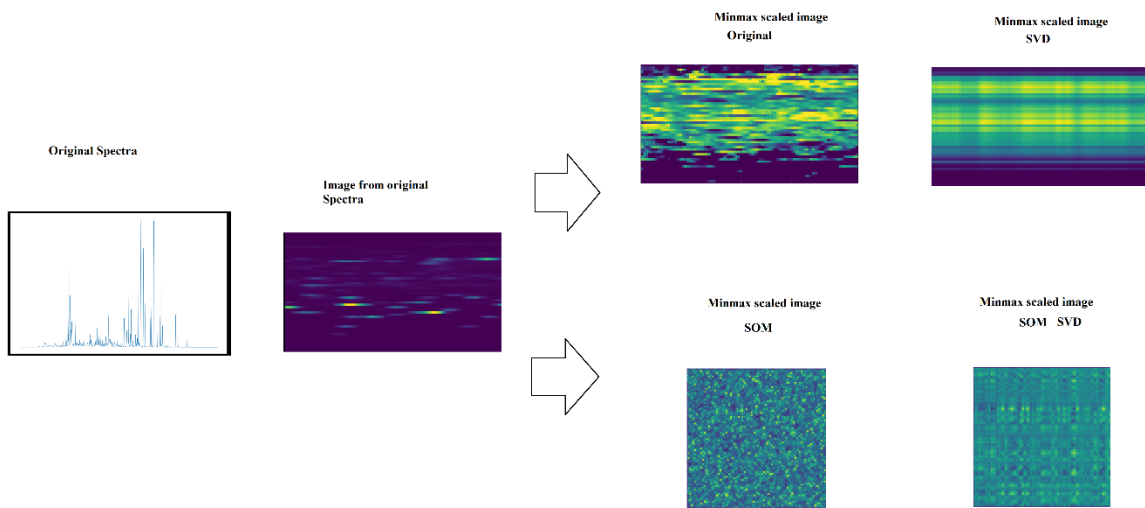 Original Spectra
Image from original
Spectra
Minmax scaled image
Original
Minmax scaled image
SVD
Minmax scaled image
SOM
Minmax scaled image
SOM SVD